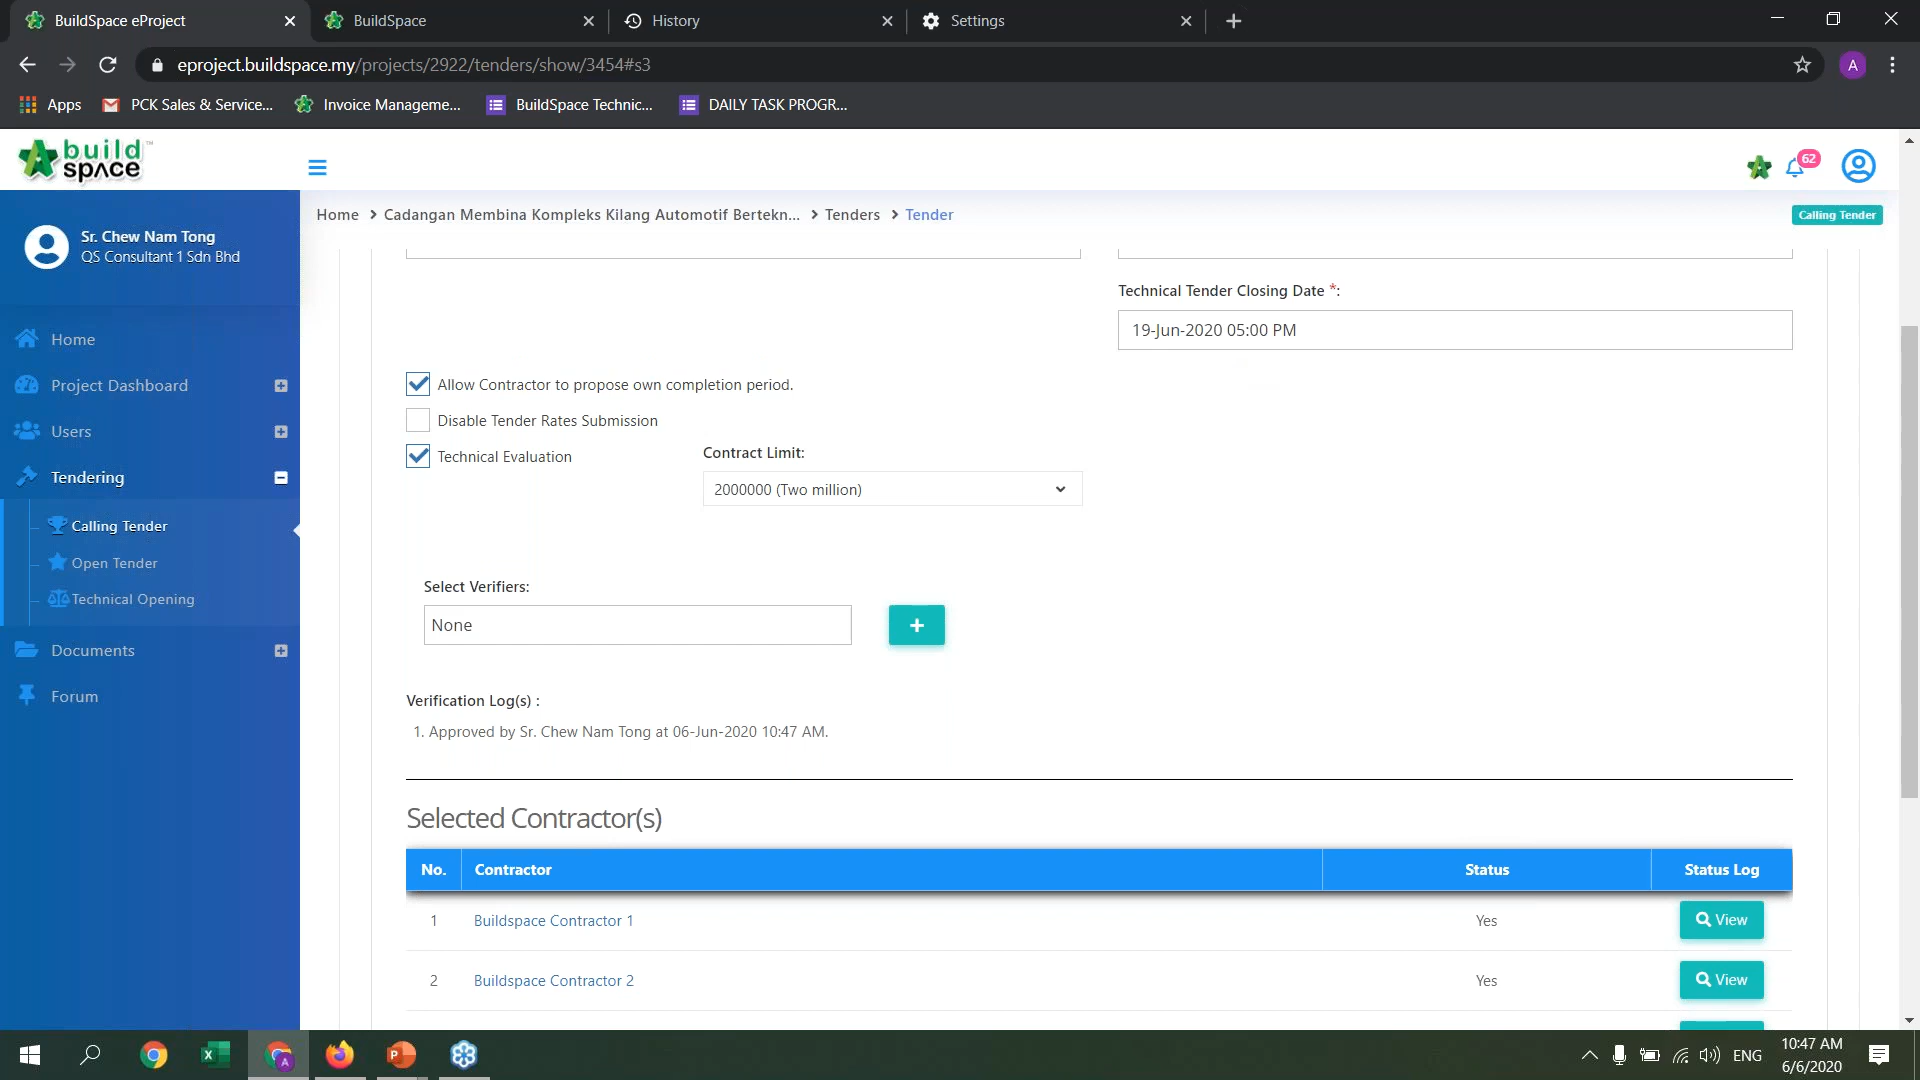 BuildSpace eProject
BuildSpace
History
Settings
eproject.buildspace.my/projects/2922/tenders/show/3454#s3
A
Apps
PCK Sales & Service...
Invoice Manageme...
BuildSpace Technic...
DAILY TASK PROGR...
build
spʌce
™
62
Home
Cadangan Membina Kompleks Kilang Automotif Bertekn...
Tenders
Tender
Calling Tender
Sr. Chew Nam Tong
QS Consultant 1 Sdn Bhd
Home
Project Dashboard
Users
Tendering
Calling Tender
Open Tender
Technical Opening
Documents
Forum
Technical Tender Closing Date *:
19-Jun-2020 05:00 PM
Allow Contractor to propose own completion period.
Disable Tender Rates Submission
Technical Evaluation
Contract Limit:
2000000 (Two million)
Select Verifiers:
None
+
Verification Log(s) :
1. Approved by Sr. Chew Nam Tong at 06-Jun-2020 10:47 AM.
Selected Contractor(s)
No. Contractor Status Status Log
1 Buildspace Contractor 1 Yes View
2 Buildspace Contractor 2 Yes View
A
ENG
10:47 AM
6/6/2020